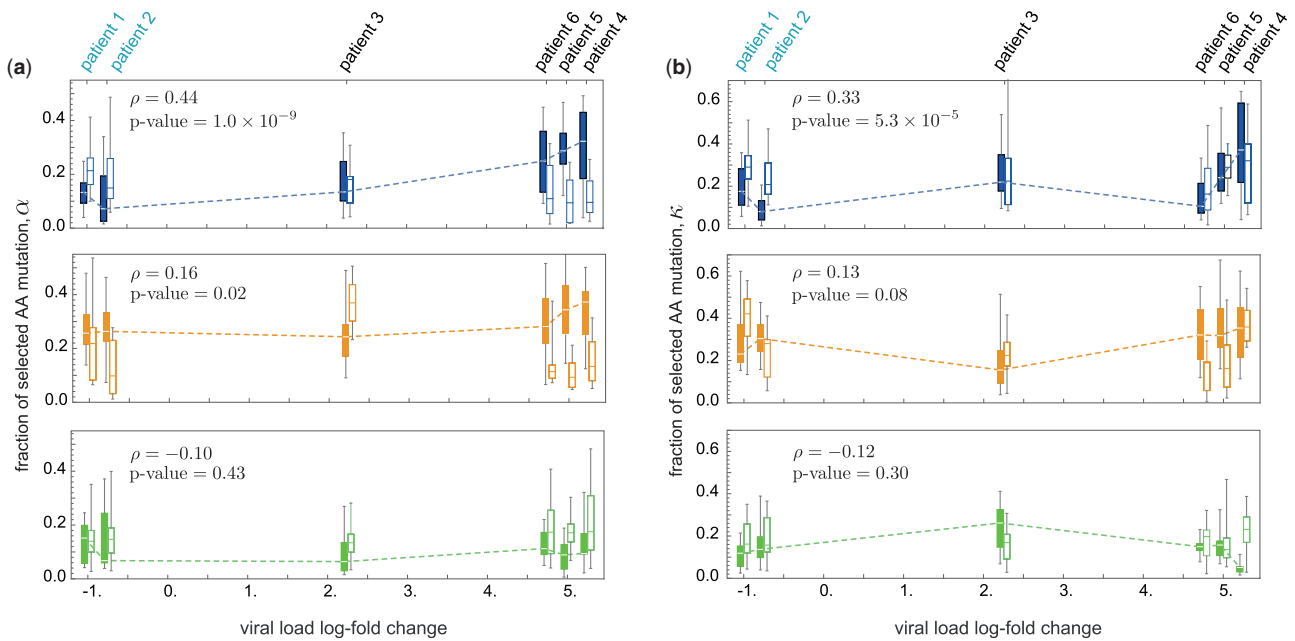 (a)
patient 1
patient 2
patient 3
patient 6
patient 5
patient 4
fraction of selected AA mutation, α
ρ = 0.44
p-value = 1.0 × 10⁻⁹
0.4
0.2
0.0
ρ = 0.16
p-value = 0.02
0.4
0.2
0.0
ρ = −0.10
p-value = 0.43
0.4
0.2
0.0
-1. 0. 1. 2. 3. 4. 5.
viral load log-fold change
(b)
patient 1
patient 2
patient 3
patient 6
patient 5
patient 4
fraction of selected AA mutation, κ
ρ = 0.33
p-value = 5.3 × 10⁻⁵
0.6
0.4
0.2
0.0
ρ = 0.13
p-value = 0.08
0.6
0.4
0.2
0.0
ρ = −0.12
p-value = 0.30
0.6
0.4
0.2
0.0
-1. 0. 1. 2. 3. 4. 5.
viral load log-fold change